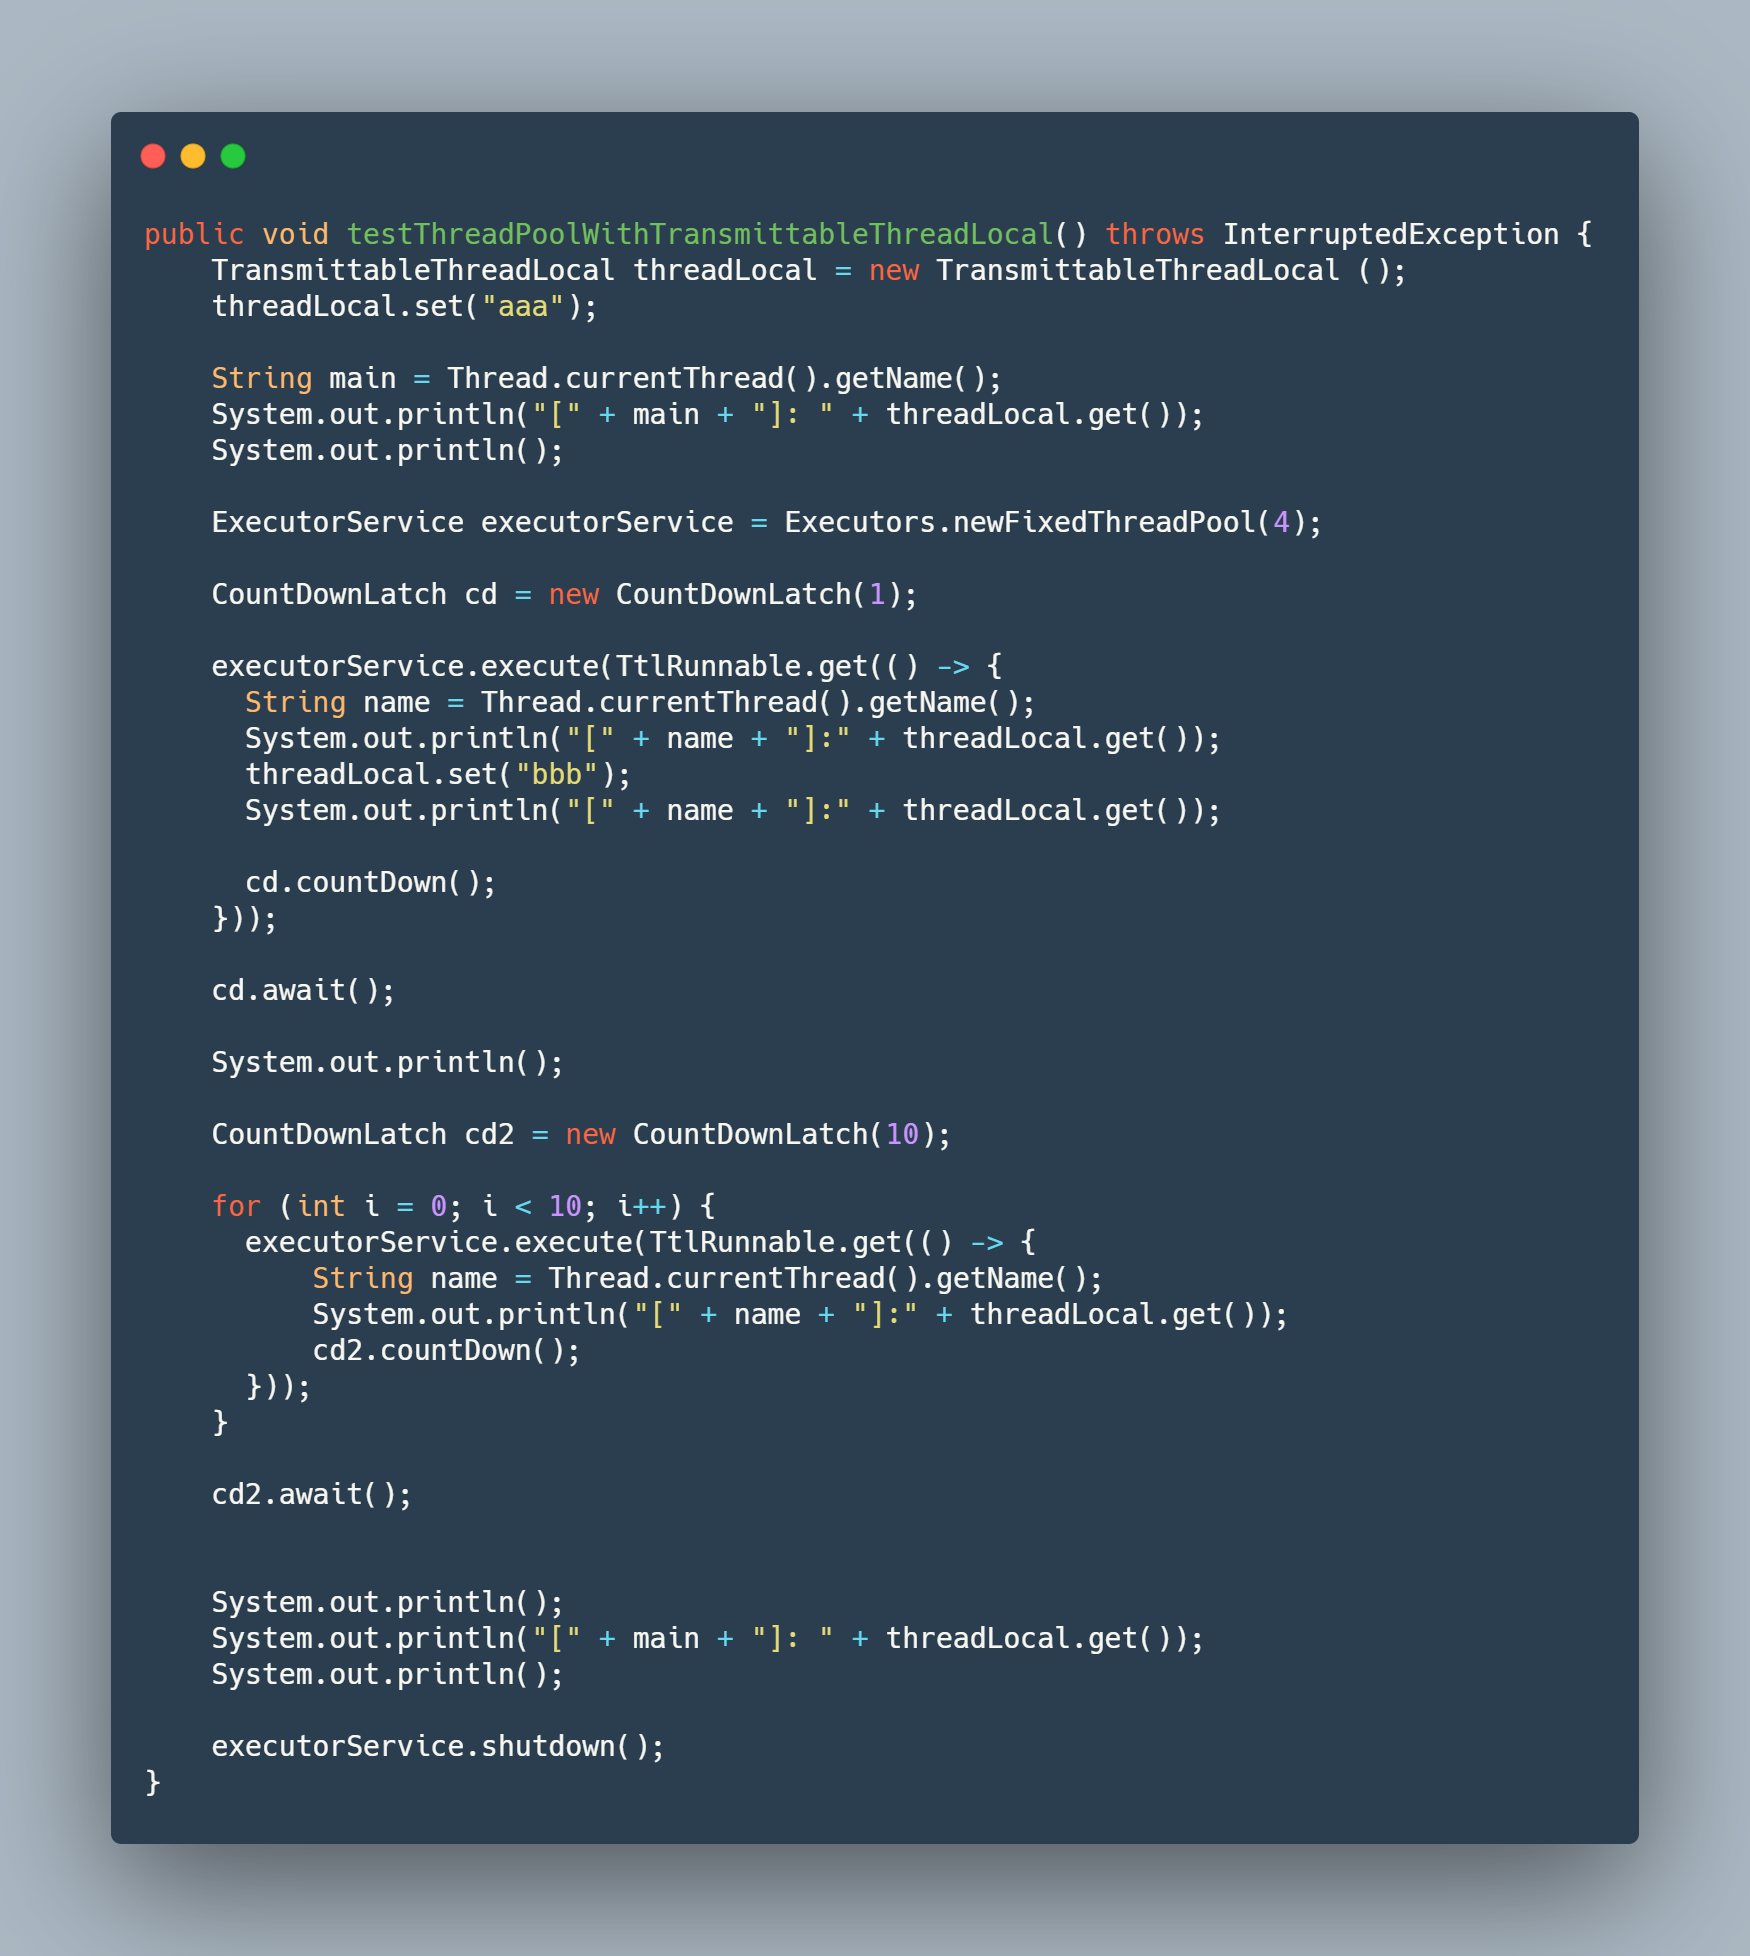 public void testThreadPoolWithTransmittableThreadLocal() throws InterruptedException {
    TransmittableThreadLocal threadLocal = new TransmittableThreadLocal ();
    threadLocal.set("aaa");

    String main = Thread.currentThread().getName();
    System.out.println("[" + main + "]: " + threadLocal.get());
    System.out.println();

    ExecutorService executorService = Executors.newFixedThreadPool(4);

    CountDownLatch cd = new CountDownLatch(1);

    executorService.execute(TtlRunnable.get(() -> {
      String name = Thread.currentThread().getName();
      System.out.println("[" + name + "]:" + threadLocal.get());
      threadLocal.set("bbb");
      System.out.println("[" + name + "]:" + threadLocal.get());

      cd.countDown();
    }));

    cd.await();

    System.out.println();

    CountDownLatch cd2 = new CountDownLatch(10);

    for (int i = 0; i < 10; i++) {
      executorService.execute(TtlRunnable.get(() -> {
          String name = Thread.currentThread().getName();
          System.out.println("[" + name + "]:" + threadLocal.get());
          cd2.countDown();
      }));
    }

    cd2.await();


    System.out.println();
    System.out.println("[" + main + "]: " + threadLocal.get());
    System.out.println();

    executorService.shutdown();
}